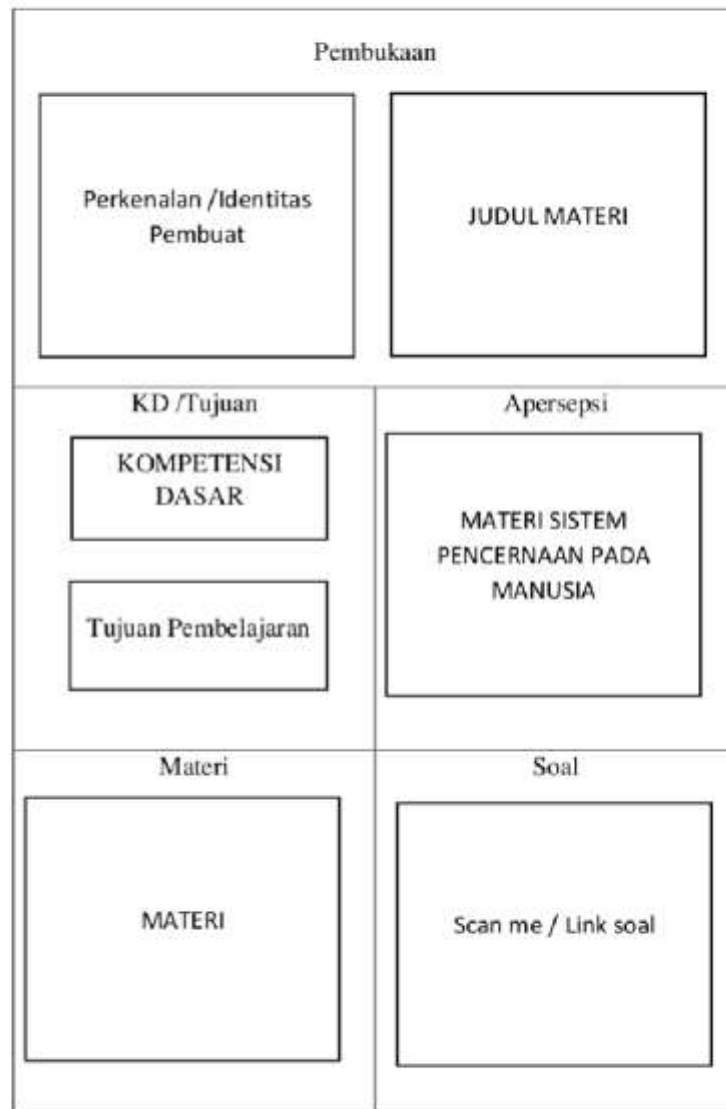 Pembukaan
Perkenalan /Identitas
Pembuat
JUDUL MATERI
KD /Tujuan
KOMPETENSI
DASAR
Tujuan Pembelajaran
Apersepsi
MATERI SISTEM
PENCERNAAN PADA
MANUSIA
Materi
MATERI
Soal
Scan me / Link soal